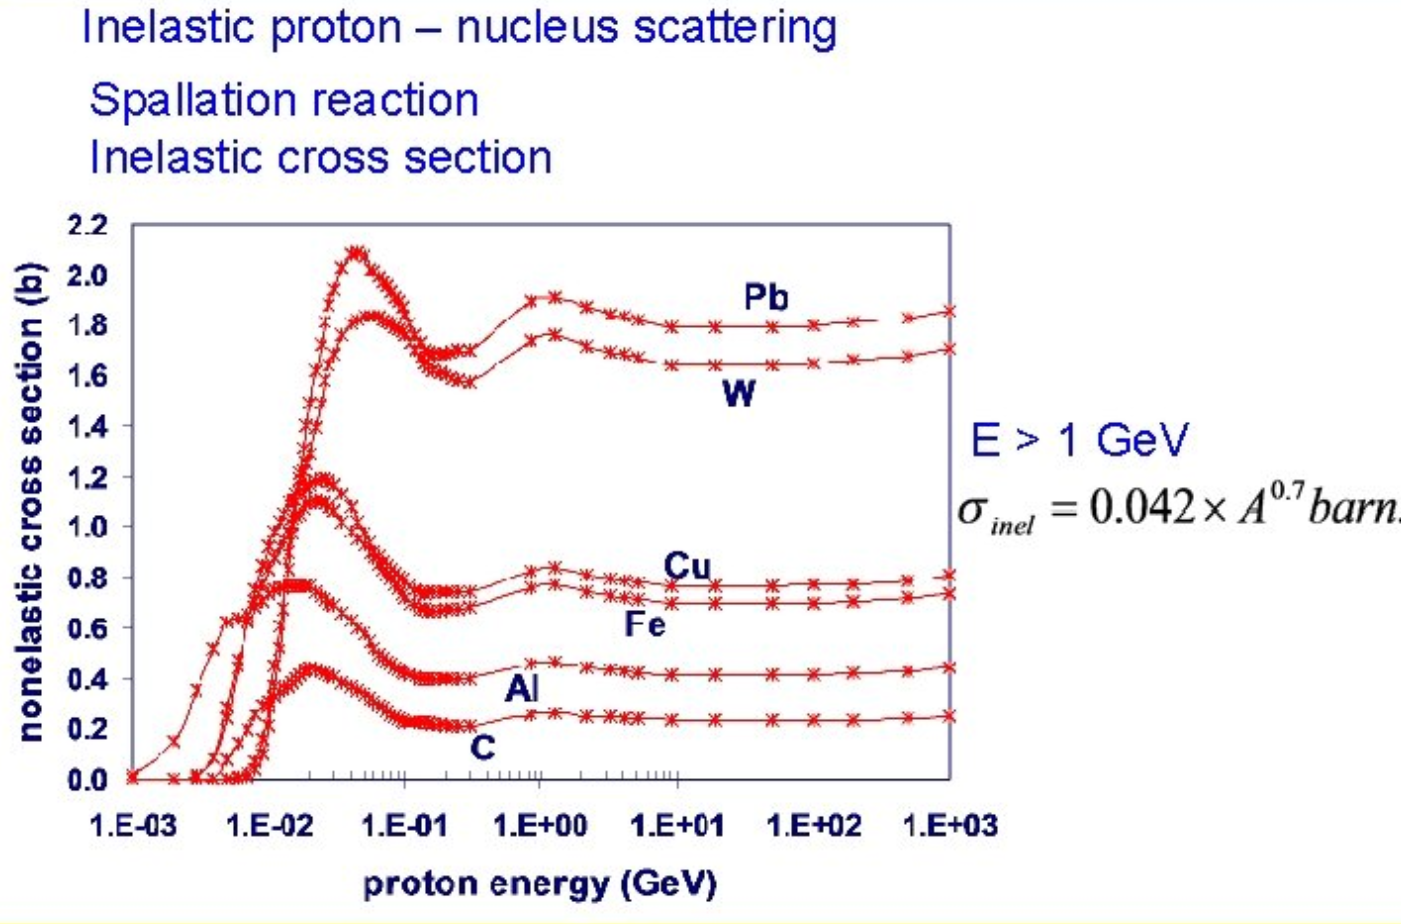 Inelastic proton – nucleus scattering
Spallation reaction
Inelastic cross section
nonelastic cross section (b)
2.2
2.0
1.8
1.6
1.4
1.2
1.0
0.8
0.6
0.4
0.2
0.0
Pb
W
Cu
Fe
Al
C
E > 1 GeV
σ_inel = 0.042 × A^0.7 barn.
1.E-03 1.E-02 1.E-01 1.E+00 1.E+01 1.E+02 1.E+03
proton energy (GeV)